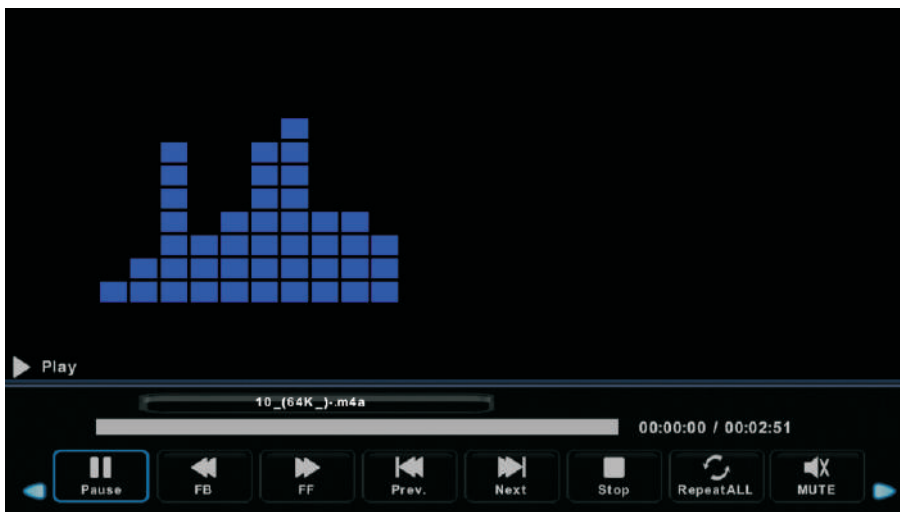 Play
10_(64K_)-.m4a
00:00:00 / 00:02:51
Pause FB FF Prev. Next Stop RepeatALL MUTE